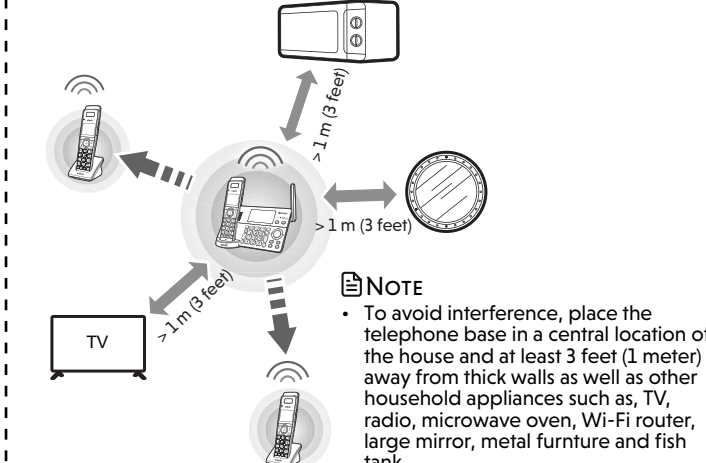 > 1 m (3 feet)
> 1 m (3 feet)
> 1 m (3 feet)
TV
NOTE
• To avoid interference, place the
telephone base in a central location of
the house and at least 3 feet (1 meter)
away from thick walls as well as other
household appliances such as, TV,
radio, microwave oven, Wi-Fi router,
large mirror, metal furnture and fish
tank